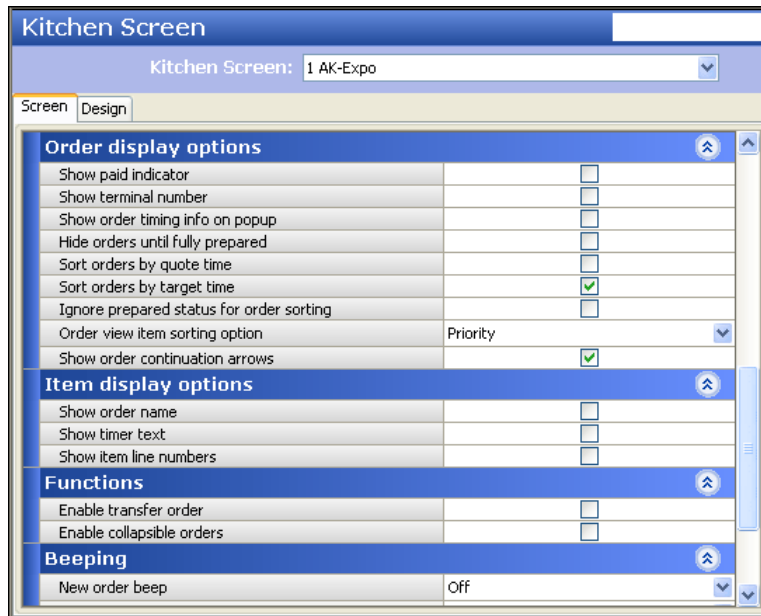 Kitchen Screen
Kitchen Screen: 1 AK-Expo
Screen Design
Order display options
Show paid indicator
Show terminal number
Show order timing info on popup
Hide orders until fully prepared
Sort orders by quote time
Sort orders by target time
Ignore prepared status for order sorting
Order view item sorting option Priority
Show order continuation arrows
Item display options
Show order name
Show timer text
Show item line numbers
Functions
Enable transfer order
Enable collapsible orders
Beeping
New order beep Off